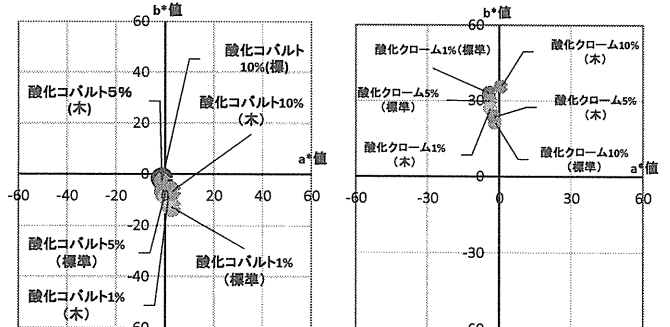 b*値
60
酸化コバルト
10%(標)
40
酸化コバルト5%
(木)
酸化コバルト10%
(木)
20
a*値
0
-60
-40
-20
0
20
40
60
-20
酸化コバルト5%
(標準)
酸化コバルト1%
(標準)
-40
酸化コバルト1%
(木)
60
b*値
60
酸化クローム1%(標準)
酸化クローム10%
(木)
酸化クローム5%
(標準)
30
酸化クローム5%
(木)
酸化クローム1%
(木)
酸化クローム10%
(標準)
a*値
0
-60
-30
0
30
60
-30